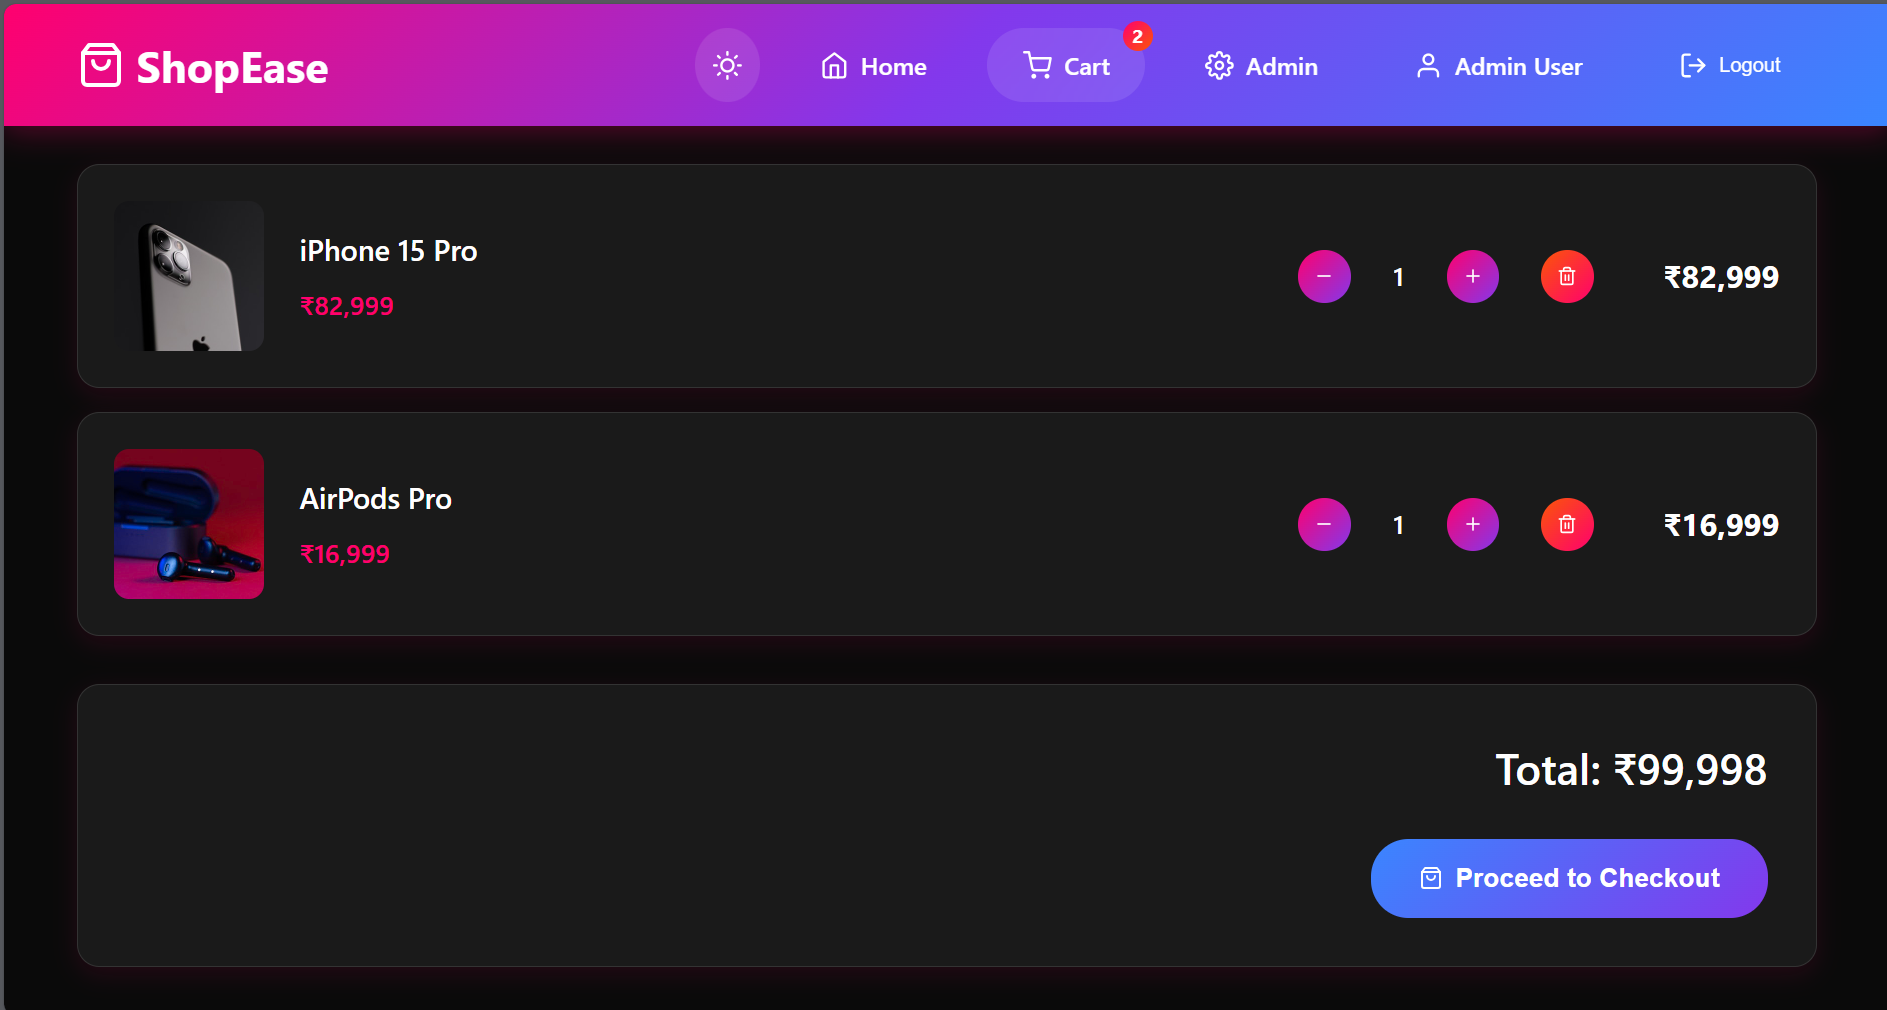 ShopEase
Home
Cart
2
Admin
Admin User
Logout
iPhone 15 Pro
₹82,999
1
₹82,999
AirPods Pro
₹16,999
1
₹16,999
Total: ₹99,998
Proceed to Checkout